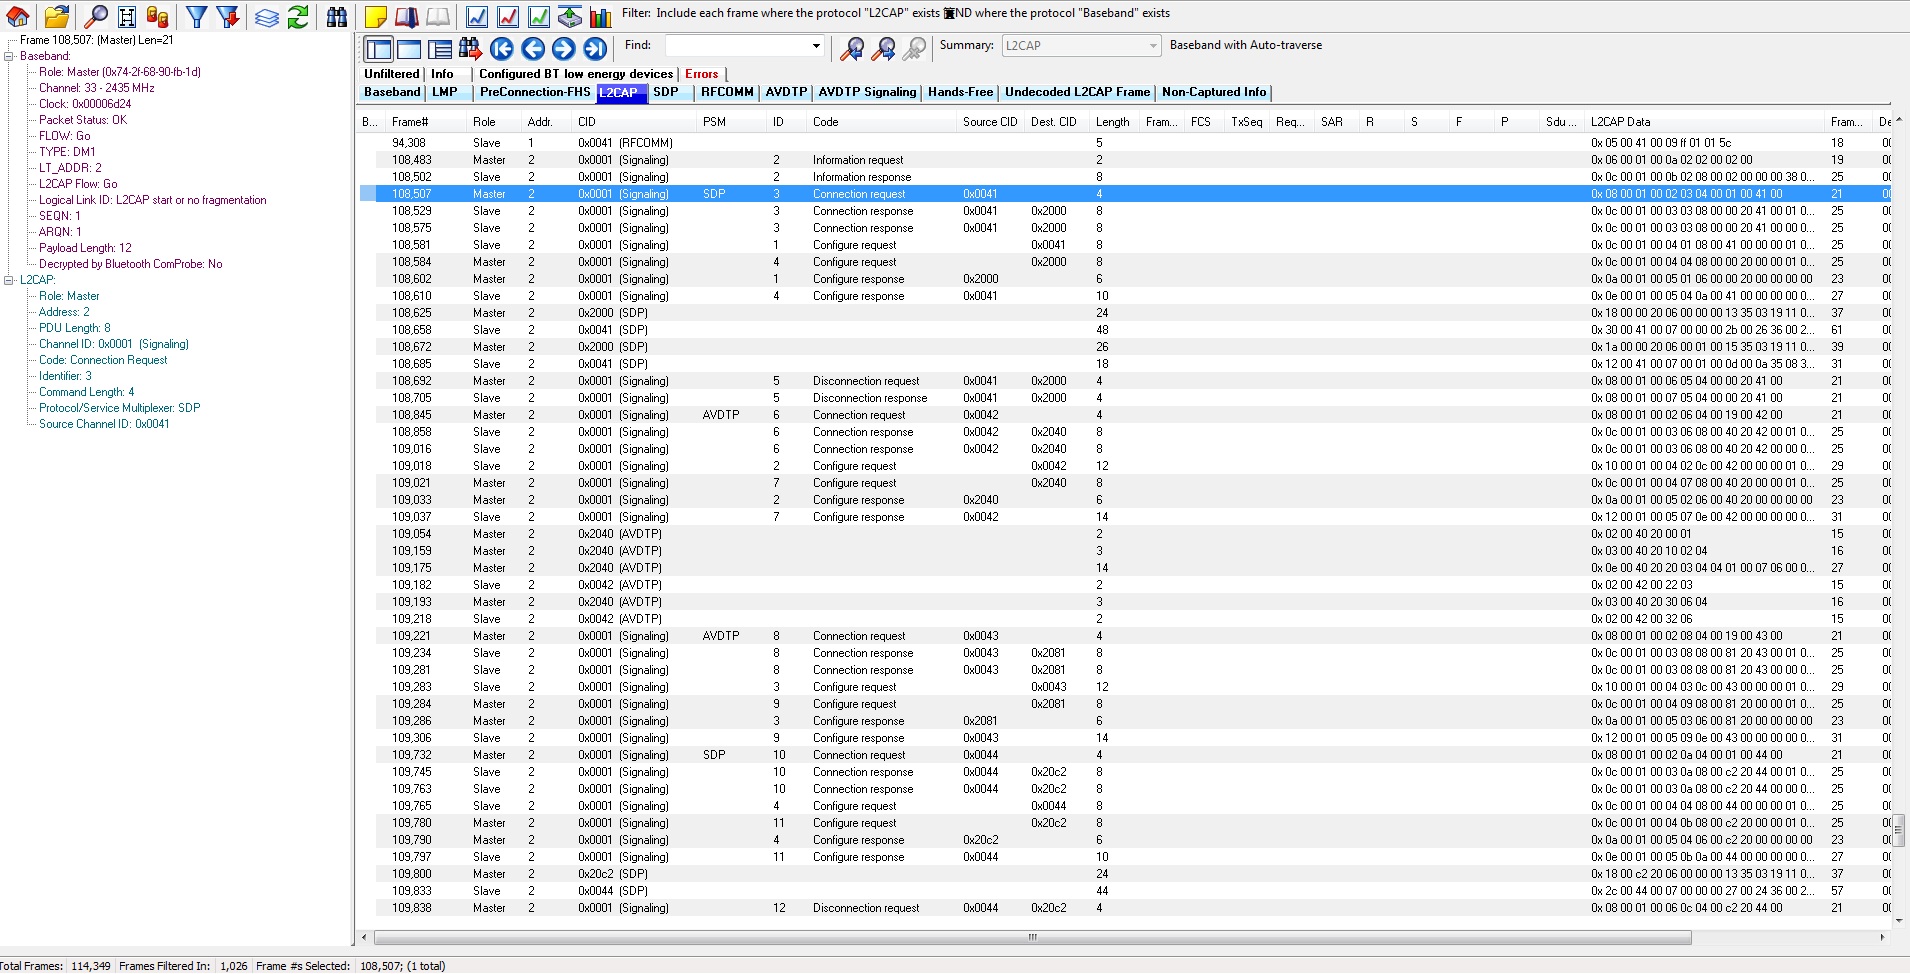 Filter: Include each frame where the protocol "L2CAP" exists AND where the protocol "Baseband" exists
Find: Summary: L2CAP Baseband with Auto-traverse
Unfiltered Info Configured BT low energy devices Errors
Baseband LMP PreConnection-FHS L2CAP SDP RFCOMM AVDTP AVDTP Signaling Hands-Free Undecoded L2CAP Frame Non-Captured Info
Frame 108,507: (Master) Len=21
Baseband:
Role: Master (0x74-2f-68-90-fb-1d)
Channel: 33 - 2435 MHz
Clock: 0x00006d24
Packet Status: OK
FLOW: Go
TYPE: DM1
LT_ADDR: 2
L2CAP Flow: Go
Logical Link ID: L2CAP start or no fragmentation
SEQN: 1
ARQN: 1
Payload Length: 12
Decrypted by Bluetooth ComProbe: No
L2CAP:
Role: Master
Address: 2
PDU Length: 8
Channel ID: 0x0001 (Signaling)
Code: Connection Request
Identifier: 3
Command Length: 4
Protocol/Service Multiplexer: SDP
Source Channel ID: 0x0041
B... Frame# Role Addr. CID PSM ID Code Source CID Dest. CID Length Fram... FCS TxSeq Req... SAR R S F P Sdu ... L2CAP Data Fram... De
94,308 Slave 1 0x0041 (RFCOMM) 5 0x 05 00 41 00 09 ff 01 01 5c 18 00
108,483 Master 2 0x0001 (Signaling) 2 Information request 2 0x 06 00 01 00 0a 02 02 00 02 00 19 00
108,502 Slave 2 0x0001 (Signaling) 2 Information response 8 0x 0c 00 01 00 0b 02 08 00 02 00 00 00 38 0... 25 00
108,507 Master 2 0x0001 (Signaling) SDP 3 Connection request 0x0041 4 0x 08 00 01 00 02 03 04 00 01 00 41 00 21 00
108,529 Slave 2 0x0001 (Signaling) 3 Connection response 0x0041 0x2000 8 0x 0c 00 01 00 03 03 08 00 00 20 41 00 01 0... 25 00
108,575 Slave 2 0x0001 (Signaling) 3 Connection response 0x0041 0x2000 8 0x 0c 00 01 00 03 03 08 00 00 20 41 00 00 0... 25 00
108,581 Slave 2 0x0001 (Signaling) 1 Configure request 0x0041 8 0x 0c 00 01 00 04 01 08 00 41 00 00 00 01 0... 25 00
108,584 Master 2 0x0001 (Signaling) 4 Configure request 0x2000 8 0x 0c 00 01 00 04 04 08 00 00 20 00 00 01 0... 25 00
108,602 Master 2 0x0001 (Signaling) 1 Configure response 0x2000 6 0x 0a 00 01 00 05 01 06 00 00 20 00 00 00 00 23 00
108,610 Slave 2 0x0001 (Signaling) 4 Configure response 0x0041 10 0x 0e 00 01 00 05 04 0a 00 41 00 00 00 00 0... 27 00
108,625 Master 2 0x2000 (SDP) 24 0x 18 00 00 20 06 00 00 00 13 35 03 19 11 0... 37 00
108,658 Slave 2 0x0041 (SDP) 48 0x 30 00 41 00 07 00 00 00 2b 00 26 36 00 2... 61 00
108,672 Master 2 0x2000 (SDP) 26 0x 1a 00 00 20 06 00 01 00 15 35 03 19 11 0... 39 00
108,685 Slave 2 0x0041 (SDP) 18 0x 12 00 41 00 07 00 01 00 0d 00 0a 35 08 3... 31 00
108,692 Master 2 0x0001 (Signaling) 5 Disconnection request 0x0041 0x2000 4 0x 08 00 01 00 06 05 04 00 00 20 41 00 21 00
108,705 Slave 2 0x0001 (Signaling) 5 Disconnection response 0x0041 0x2000 4 0x 08 00 01 00 07 05 04 00 00 20 41 00 21 00
108,845 Master 2 0x0001 (Signaling) AVDTP 6 Connection request 0x0042 4 0x 08 00 01 00 02 06 04 00 19 00 42 00 21 00
108,858 Slave 2 0x0001 (Signaling) 6 Connection response 0x0042 0x2040 8 0x 0c 00 01 00 03 06 08 00 40 20 42 00 01 0... 25 00
109,016 Slave 2 0x0001 (Signaling) 6 Connection response 0x0042 0x2040 8 0x 0c 00 01 00 03 06 08 00 40 20 42 00 00 0... 25 00
109,018 Slave 2 0x0001 (Signaling) 2 Configure request 0x0042 12 0x 10 00 01 00 04 02 0c 00 42 00 00 00 01 0... 29 00
109,021 Master 2 0x0001 (Signaling) 7 Configure request 0x2040 8 0x 0c 00 01 00 04 07 08 00 40 20 00 00 01 0... 25 00
109,033 Master 2 0x0001 (Signaling) 2 Configure response 0x2040 6 0x 0a 00 01 00 05 02 06 00 40 20 00 00 00 00 23 00
109,037 Slave 2 0x0001 (Signaling) 7 Configure response 0x0042 14 0x 12 00 01 00 05 07 0e 00 42 00 00 00 00 0... 31 00
109,054 Master 2 0x2040 (AVDTP) 2 0x 02 00 40 20 00 01 15 00
109,159 Master 2 0x2040 (AVDTP) 3 0x 03 00 40 20 10 02 04 16 00
109,175 Master 2 0x2040 (AVDTP) 14 0x 0e 00 40 20 20 03 04 04 01 00 07 06 00 0... 27 00
109,182 Slave 2 0x0042 (AVDTP) 2 0x 02 00 42 00 22 03 15 00
109,193 Master 2 0x2040 (AVDTP) 3 0x 03 00 40 20 30 06 04 16 00
109,218 Slave 2 0x0042 (AVDTP) 2 0x 02 00 42 00 32 06 15 00
109,221 Master 2 0x0001 (Signaling) AVDTP 8 Connection request 0x0043 4 0x 08 00 01 00 02 08 04 00 19 00 43 00 21 00
109,234 Slave 2 0x0001 (Signaling) 8 Connection response 0x0043 0x2081 8 0x 0c 00 01 00 03 08 08 00 81 20 43 00 01 0... 25 00
109,281 Slave 2 0x0001 (Signaling) 8 Connection response 0x0043 0x2081 8 0x 0c 00 01 00 03 08 08 00 81 20 43 00 00 0... 25 00
109,283 Slave 2 0x0001 (Signaling) 3 Configure request 0x0043 12 0x 10 00 01 00 04 03 0c 00 43 00 00 00 01 0... 29 00
109,284 Master 2 0x0001 (Signaling) 9 Configure request 0x2081 8 0x 0c 00 01 00 04 09 08 00 81 20 00 00 01 0... 25 00
109,286 Master 2 0x0001 (Signaling) 3 Configure response 0x2081 6 0x 0a 00 01 00 05 03 06 00 81 20 00 00 00 00 23 00
109,306 Slave 2 0x0001 (Signaling) 9 Configure response 0x0043 14 0x 12 00 01 00 05 09 0e 00 43 00 00 00 00 0... 31 00
109,732 Master 2 0x0001 (Signaling) SDP 10 Connection request 0x0044 4 0x 08 00 01 00 02 0a 04 00 01 00 44 00 21 00
109,745 Slave 2 0x0001 (Signaling) 10 Connection response 0x0044 0x20c2 8 0x 0c 00 01 00 03 0a 08 00 c2 20 44 00 01 0... 25 00
109,763 Slave 2 0x0001 (Signaling) 10 Connection response 0x0044 0x20c2 8 0x 0c 00 01 00 03 0a 08 00 c2 20 44 00 00 0... 25 00
109,765 Slave 2 0x0001 (Signaling) 4 Configure request 0x0044 8 0x 0c 00 01 00 04 04 08 00 44 00 00 00 01 0... 25 00
109,780 Master 2 0x0001 (Signaling) 11 Configure request 0x20c2 8 0x 0c 00 01 00 04 0b 08 00 c2 20 00 00 01 0... 25 00
109,790 Master 2 0x0001 (Signaling) 4 Configure response 0x20c2 6 0x 0a 00 01 00 05 04 06 00 c2 20 00 00 00 00 23 00
109,797 Slave 2 0x0001 (Signaling) 11 Configure response 0x0044 10 0x 0e 00 01 00 05 0b 0a 00 44 00 00 00 00 0... 27 00
109,800 Master 2 0x20c2 (SDP) 24 0x 18 00 c2 20 06 00 00 00 13 35 03 19 11 0... 37 00
109,833 Slave 2 0x0044 (SDP) 44 0x 2c 00 44 00 07 00 00 00 27 00 24 36 00 2... 57 00
109,838 Master 2 0x0001 (Signaling) 12 Disconnection request 0x0044 0x20c2 4 0x 08 00 01 00 06 0c 04 00 c2 20 44 00 21 00
Total Frames: 114,349 Frames Filtered In: 1,026 Frame #s Selected: 108,507; (1 total)